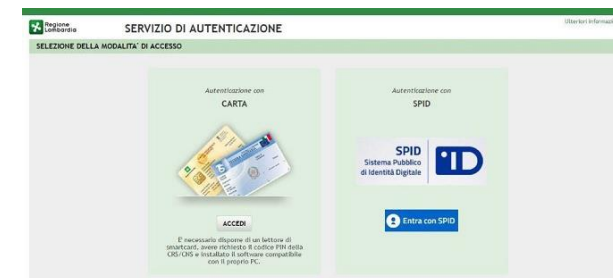 Regione
Lombardia
SERVIZIO DI AUTENTICAZIONE
Ulteriori informazi
SELEZIONE DELLA MODALITA' DI ACCESSO
Autenticazione con
CARTA
ACCEDI
E' necessario disporre di un lettore di
smartcard, avere richiesto il codice PIN della
CRS/CNS e installato il software compatibile
con il proprio PC.
Autenticazione con
SPID
SPID
Sistema Pubblico
di Identità Digitale
iD
Entra con SPID